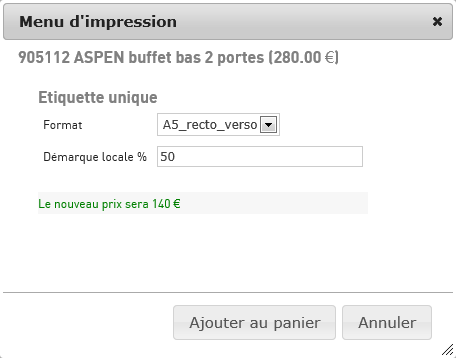 Menu d'impression
905112 ASPEN buffet bas 2 portes (280.00 €)
Etiquette unique
Format A5_recto_verso
Démarque locale % 50
Le nouveau prix sera 140 €
Ajouter au panier Annuler